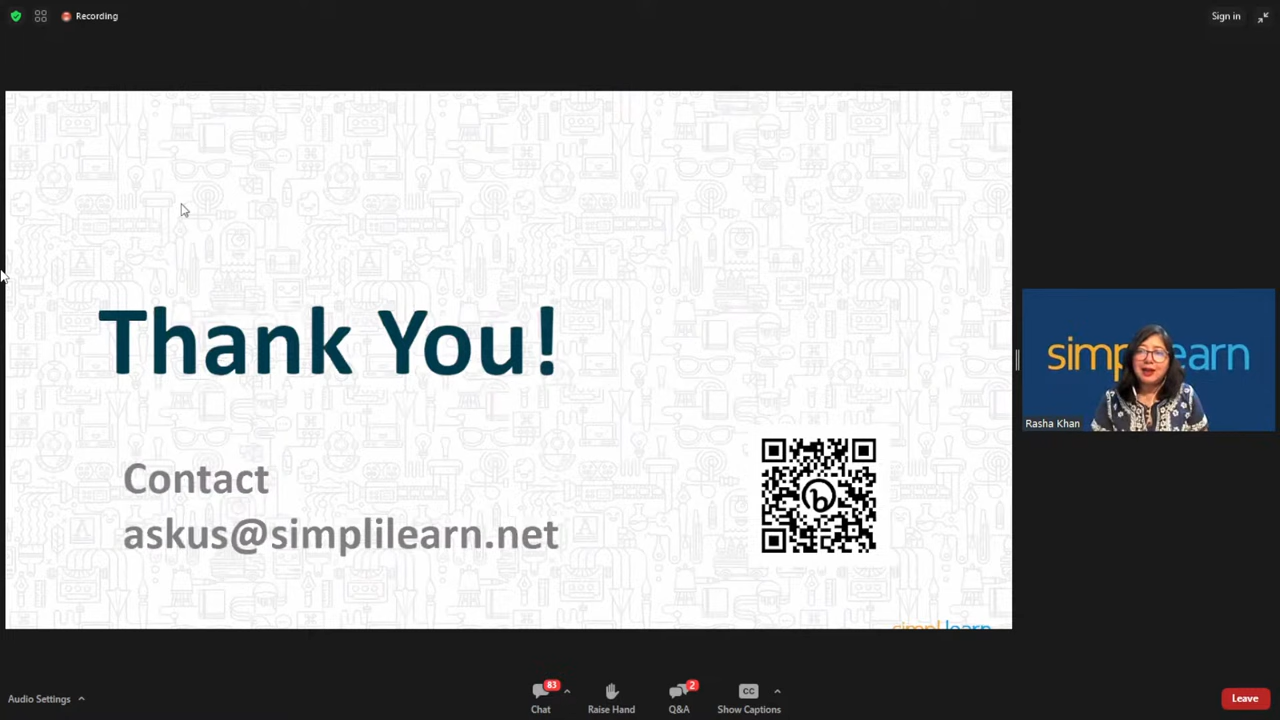 Recording
Sign in
Thank You!
Contact
askus@simplilearn.net
simplilearn
Rasha Khan
Audio Settings
83
Chat
Raise Hand
2
Q&A
CC
Show Captions
Leave